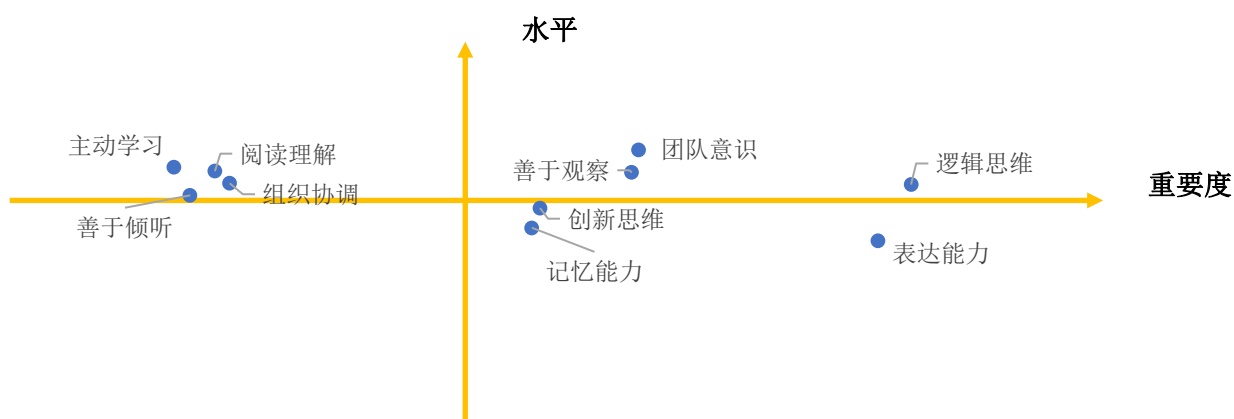 水平
主动学习
阅读理解
团队意识
逻辑思维
善于观察
重要度
组织协调
善于倾听
创新思维
表达能力
记忆能力